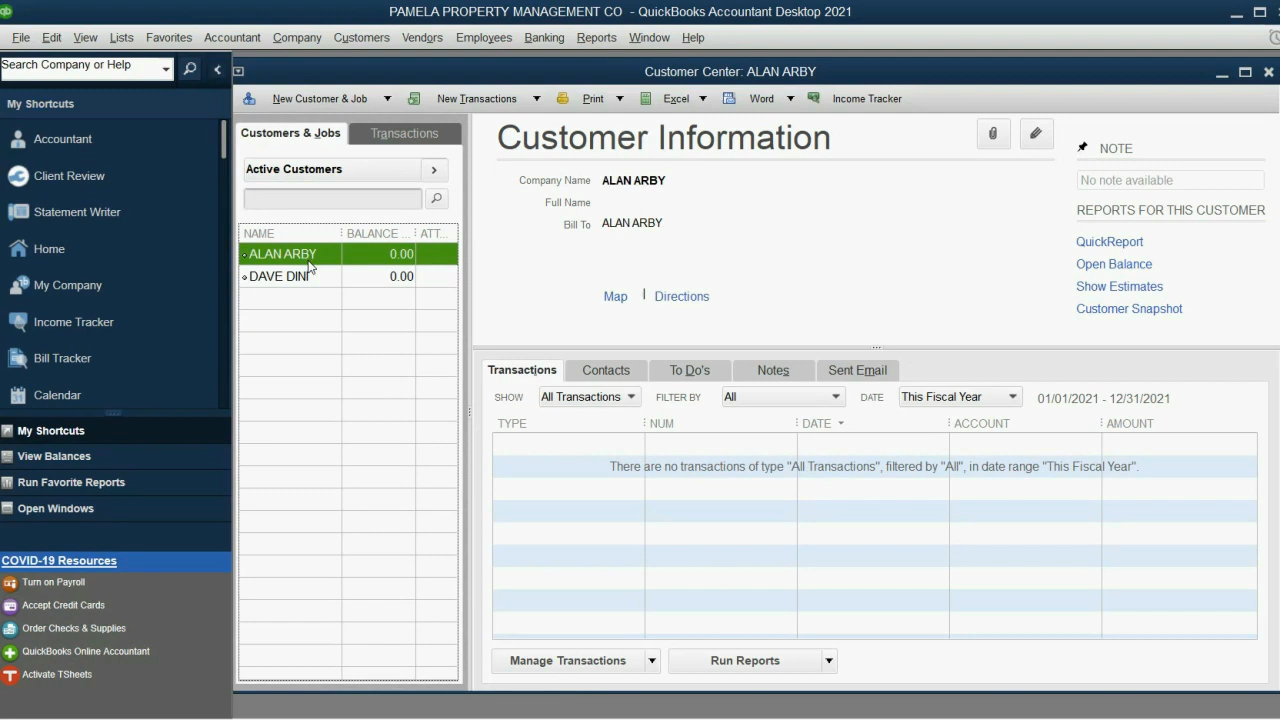 PAMELA PROPERTY MANAGEMENT CO - QuickBooks Accountant Desktop 2021
File Edit View Lists Favorites Accountant Company Customers Vendors Employees Banking Reports Window Help
Search Company or Help
Customer Center: ALAN ARBY
My Shortcuts
Accountant
Client Review
Statement Writer
Home
My Company
Income Tracker
Bill Tracker
Calendar
My Shortcuts
View Balances
Run Favorite Reports
Open Windows
COVID-19 Resources
Turn on Payroll
Accept Credit Cards
Order Checks & Supplies
QuickBooks Online Accountant
Activate TSheets
New Customer & Job New Transactions Print Excel Word Income Tracker
Customers & Jobs Transactions
Active Customers
NAME BALANCE ... ATT...
ALAN ARBY 0.00
DAVE DINI 0.00
Customer Information
Company Name ALAN ARBY
Full Name
Bill To ALAN ARBY
Map | Directions
NOTE
No note available
REPORTS FOR THIS CUSTOMER
QuickReport
Open Balance
Show Estimates
Customer Snapshot
Transactions Contacts To Do's Notes Sent Email
SHOW All Transactions FILTER BY All DATE This Fiscal Year 01/01/2021 - 12/31/2021
TYPE NUM DATE ACCOUNT AMOUNT
There are no transactions of type "All Transactions", filtered by "All", in date range "This Fiscal Year".
Manage Transactions Run Reports